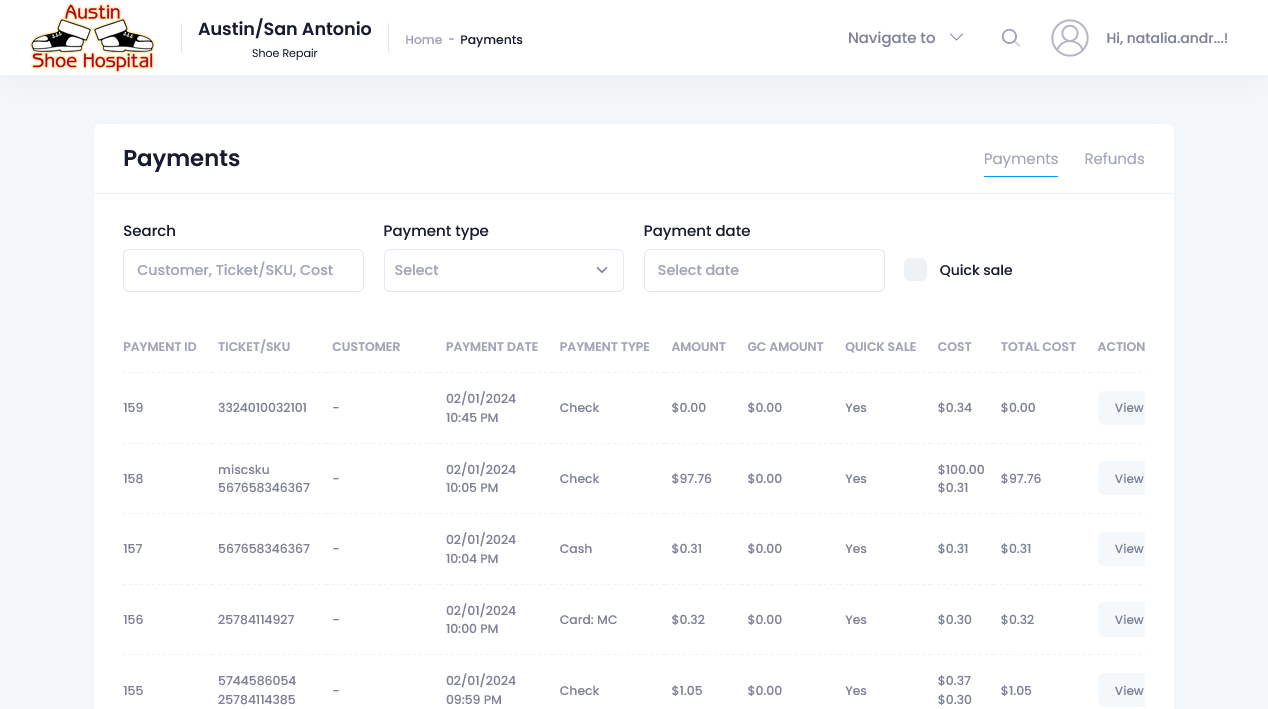 Austin
Shoe Hospital
Austin/San Antonio
Shoe Repair
Home - Payments
Navigate to
Hi, natalia.andr...!
Payments
Payments
Refunds
Search
Payment type
Payment date
Customer, Ticket/SKU, Cost
Select
Select date
Quick sale
PAYMENT ID TICKET/SKU CUSTOMER PAYMENT DATE PAYMENT TYPE AMOUNT GC AMOUNT QUICK SALE COST TOTAL COST ACTION
159 3324010032101 - 02/01/2024 Check $0.00 $0.00 Yes $0.34 $0.00 View
10:45 PM
158 miscsku - 02/01/2024 Check $97.76 $0.00 Yes $100.00 $97.76 View
567658346367 10:05 PM $0.31
157 567658346367 - 02/01/2024 Cash $0.31 $0.00 Yes $0.31 $0.31 View
10:04 PM
156 25784114927 - 02/01/2024 Card: MC $0.32 $0.00 Yes $0.30 $0.32 View
10:00 PM
155 5744586054 - 02/01/2024 Check $1.05 $0.00 Yes $0.37 $1.05 View
25784114385 09:59 PM $0.30